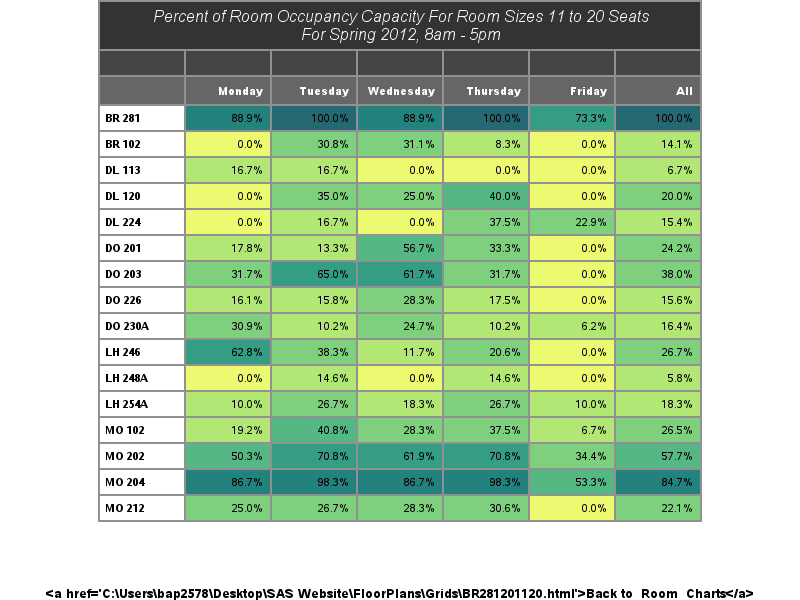 Percent of Room Occupancy Capacity For Room Sizes 11 to 20 Seats
For Spring 2012, 8am - 5pm
Monday Tuesday Wednesday Thursday Friday All
BR 281 88.9% 100.0% 88.9% 100.0% 73.3% 100.0%
BR 102 0.0% 30.8% 31.1% 8.3% 0.0% 14.1%
DL 113 16.7% 16.7% 0.0% 0.0% 0.0% 6.7%
DL 120 0.0% 35.0% 25.0% 40.0% 0.0% 20.0%
DL 224 0.0% 16.7% 0.0% 37.5% 22.9% 15.4%
DO 201 17.8% 13.3% 56.7% 33.3% 0.0% 24.2%
DO 203 31.7% 65.0% 61.7% 31.7% 0.0% 38.0%
DO 226 16.1% 15.8% 28.3% 17.5% 0.0% 15.6%
DO 230A 30.9% 10.2% 24.7% 10.2% 6.2% 16.4%
LH 246 62.8% 38.3% 11.7% 20.6% 0.0% 26.7%
LH 248A 0.0% 14.6% 0.0% 14.6% 0.0% 5.8%
LH 254A 10.0% 26.7% 18.3% 26.7% 10.0% 18.3%
MO 102 19.2% 40.8% 28.3% 37.5% 6.7% 26.5%
MO 202 50.3% 70.8% 61.9% 70.8% 34.4% 57.7%
MO 204 86.7% 98.3% 86.7% 98.3% 53.3% 84.7%
MO 212 25.0% 26.7% 28.3% 30.6% 0.0% 22.1%
<a href='C:\Users\bap2578\Desktop\SAS Website\FloorPlans\Grids\BR281201120.html'>Back to Room Charts</a>